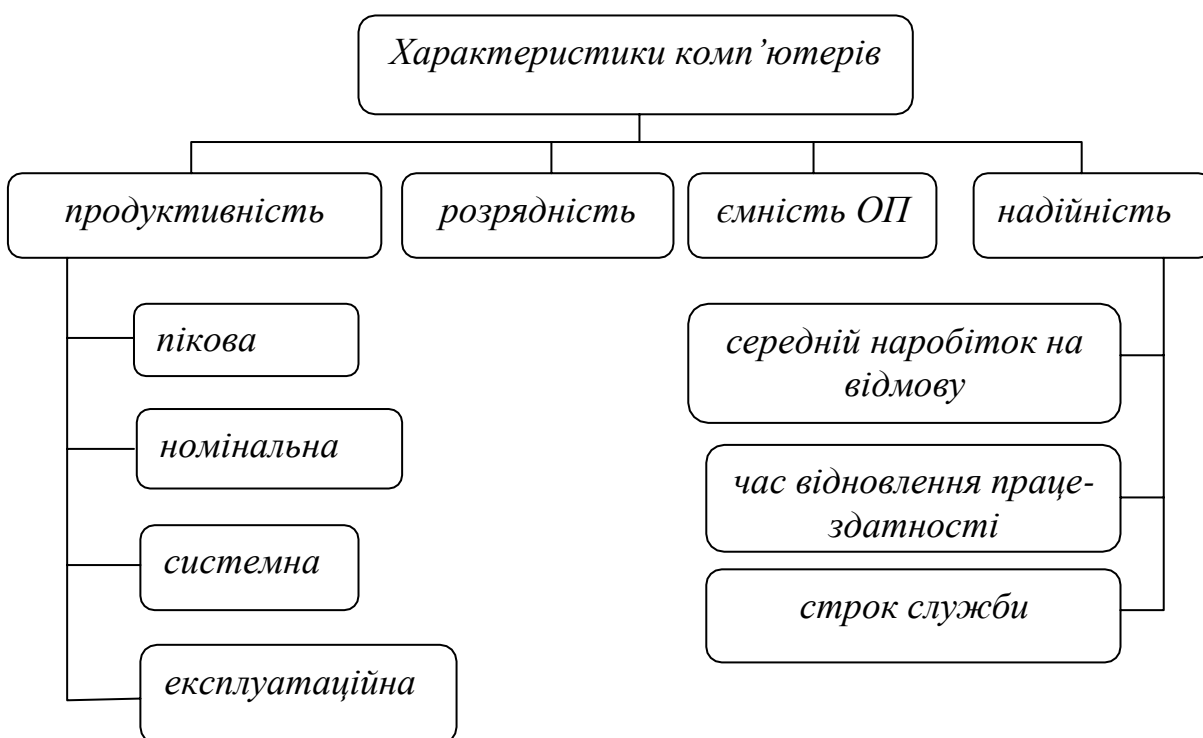 Характеристики комп’ютерів
продуктивність
розрядність
ємність ОП
надійність
пікова
номінальна
системна
експлуатаційна
середній наробіток на
відмову
час відновлення праце-
здатності
строк служби